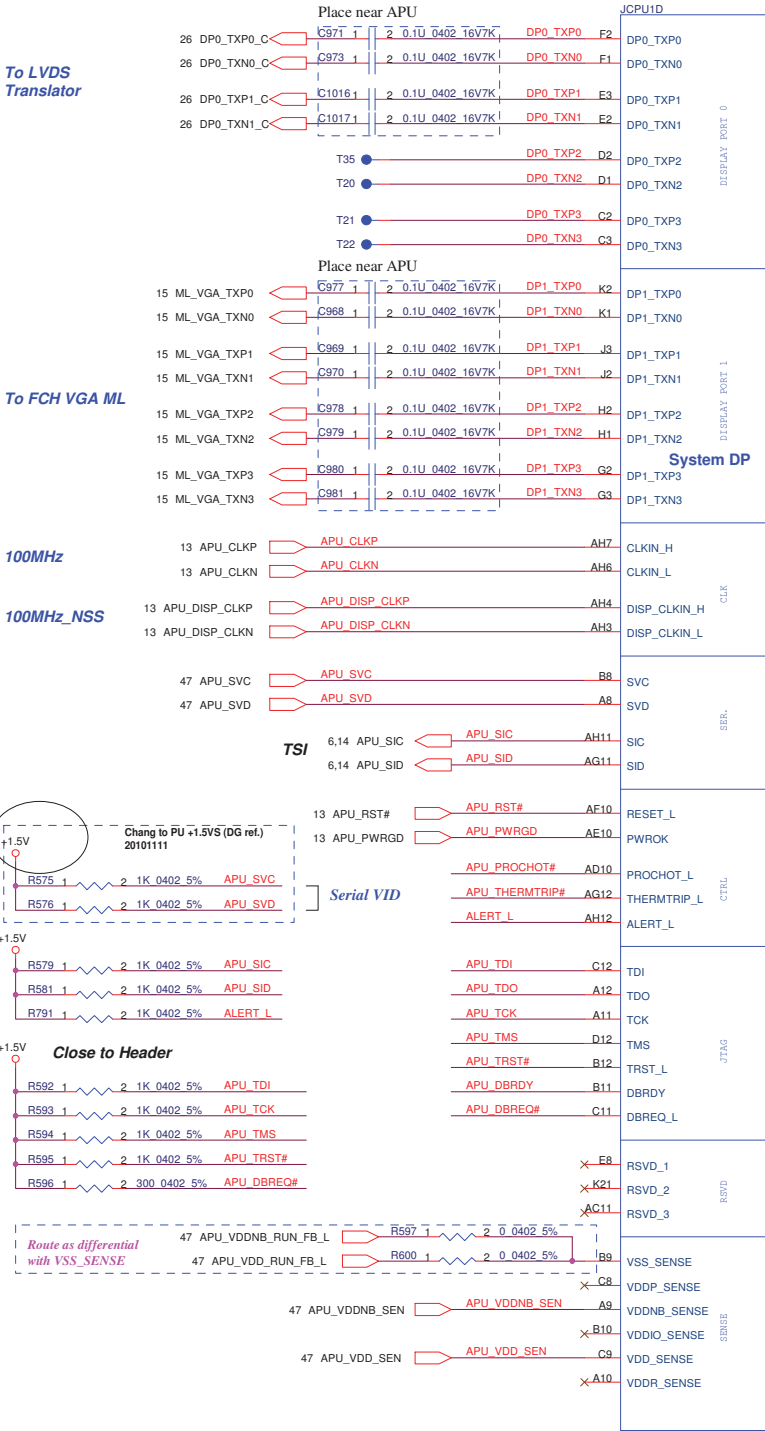 Place near APU
JCPU1D
To LVDS
Translator
26 DP0_TXP0_C C971 1 2 0.1U_0402_16V7K DP0_TXP0 F2 DP0_TXP0
26 DP0_TXN0_C C973 1 2 0.1U_0402_16V7K DP0_TXN0 F1 DP0_TXN0
26 DP0_TXP1_C C1016 1 2 0.1U_0402_16V7K DP0_TXP1 E3 DP0_TXP1
26 DP0_TXN1_C C1017 1 2 0.1U_0402_16V7K DP0_TXN1 E2 DP0_TXN1
T35 DP0_TXP2 D2 DP0_TXP2
T20 DP0_TXN2 D1 DP0_TXN2
T21 DP0_TXP3 C2 DP0_TXP3
T22 DP0_TXN3 C3 DP0_TXN3
DISPLAY PORT 0
Place near APU
15 ML_VGA_TXP0 C977 1 2 0.1U_0402_16V7K DP1_TXP0 K2 DP1_TXP0
15 ML_VGA_TXN0 C968 1 2 0.1U_0402_16V7K DP1_TXN0 K1 DP1_TXN0
15 ML_VGA_TXP1 C969 1 2 0.1U_0402_16V7K DP1_TXP1 J3 DP1_TXP1
15 ML_VGA_TXN1 C970 1 2 0.1U_0402_16V7K DP1_TXN1 J2 DP1_TXN1
To FCH VGA ML
15 ML_VGA_TXP2 C978 1 2 0.1U_0402_16V7K DP1_TXP2 H2 DP1_TXP2
15 ML_VGA_TXN2 C979 1 2 0.1U_0402_16V7K DP1_TXN2 H1 DP1_TXN2
15 ML_VGA_TXP3 C980 1 2 0.1U_0402_16V7K DP1_TXP3 G2 DP1_TXP3
15 ML_VGA_TXN3 C981 1 2 0.1U_0402_16V7K DP1_TXN3 G3 DP1_TXN3
DISPLAY PORT 1
System DP
100MHz
13 APU_CLKP APU_CLKP AH7 CLKIN_H
13 APU_CLKN APU_CLKN AH6 CLKIN_L
100MHz_NSS
13 APU_DISP_CLKP APU_DISP_CLKP AH4 DISP_CLKIN_H
13 APU_DISP_CLKN APU_DISP_CLKN AH3 DISP_CLKIN_L
CLK
47 APU_SVC APU_SVC B8 SVC
47 APU_SVD APU_SVD A8 SVD
TSI
6,14 APU_SIC APU_SIC AH11 SIC
6,14 APU_SID APU_SID AG11 SID
SER.
13 APU_RST# APU_RST# AF10 RESET_L
13 APU_PWRGD APU_PWRGD AE10 PWROK
APU_PROCHOT# AD10 PROCHOT_L
APU_THERMTRIP# AG12 THERMTRIP_L
ALERT_L AH12 ALERT_L
CTRL
+1.5V
Chang to PU +1.5VS (DG ref.)
20101111
R575 1 2 1K_0402_5% APU_SVC
R576 1 2 1K_0402_5% APU_SVD
Serial VID
+1.5V
R579 1 2 1K_0402_5% APU_SIC
R581 1 2 1K_0402_5% APU_SID
R791 1 2 1K_0402_5% ALERT_L
APU_TDI C12 TDI
APU_TDO A12 TDO
APU_TCK A11 TCK
APU_TMS D12 TMS
APU_TRST# B12 TRST_L
APU_DBRDY B11 DBRDY
APU_DBREQ# C11 DBREQ_L
JTAG
+1.5V
Close to Header
R592 1 2 1K_0402_5% APU_TDI
R593 1 2 1K_0402_5% APU_TCK
R594 1 2 1K_0402_5% APU_TMS
R595 1 2 1K_0402_5% APU_TRST#
R596 1 2 300_0402_5% APU_DBREQ#
E8 RSVD_1
K21 RSVD_2
AC11 RSVD_3
RSVD
Route as differential
with VSS_SENSE
47 APU_VDDNB_RUN_FB_L R597 1 2 0_0402_5%
47 APU_VDD_RUN_FB_L R600 1 2 0_0402_5% B9 VSS_SENSE
C8 VDDP_SENSE
47 APU_VDDNB_SEN APU_VDDNB_SEN A9 VDDNB_SENSE
B10 VDDIO_SENSE
47 APU_VDD_SEN APU_VDD_SEN C9 VDD_SENSE
A10 VDDR_SENSE
SENSE